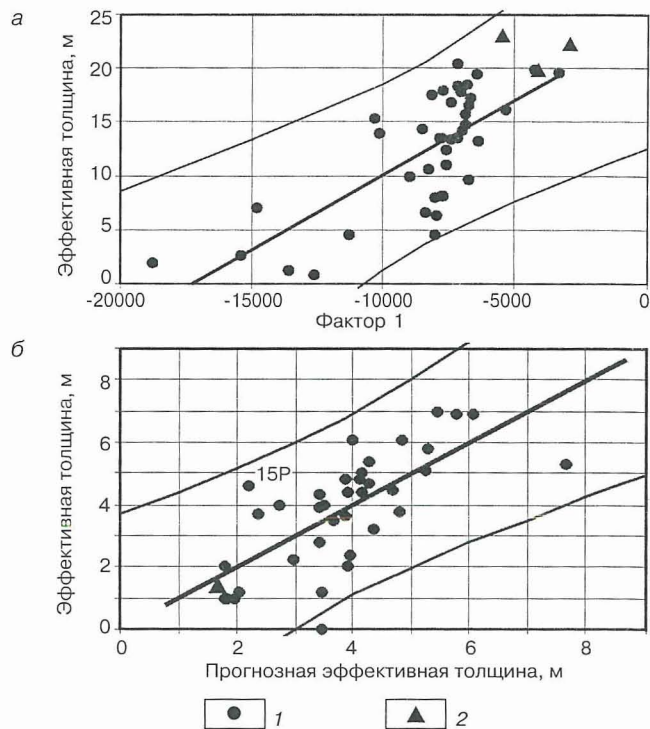 а
Эффективная толщина, м
25
20
15
10
5
0
-20000 -15000 -10000 -5000 0
Фактор 1
б
Эффективная толщина, м
8
6
4
2
0
15Р
0 2 4 6 8
Прогнозная эффективная толщина, м
1 2